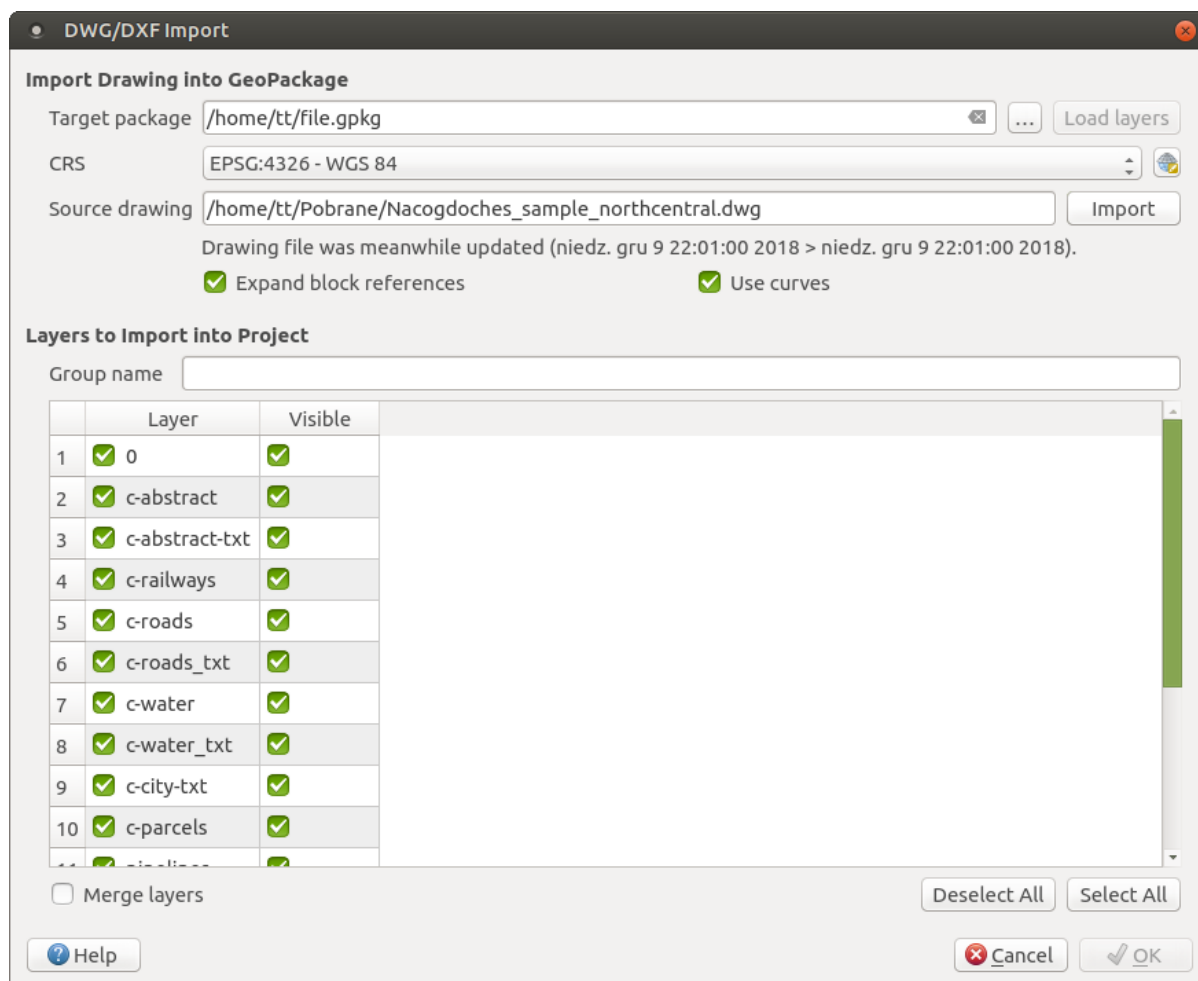 DWG/DXF Import
Import Drawing into GeoPackage
Target package /home/tt/file.gpkg ... Load layers
CRS EPSG:4326 - WGS 84
Source drawing /home/tt/Pobrane/Nacogdoches_sample_northcentral.dwg Import
Drawing file was meanwhile updated (niedz. gru 9 22:01:00 2018 > niedz. gru 9 22:01:00 2018).
Expand block references Use curves
Layers to Import into Project
Group name
Layer Visible
1 0
2 c-abstract
3 c-abstract-txt
4 c-railways
5 c-roads
6 c-roads_txt
7 c-water
8 c-water_txt
9 c-city-txt
10 c-parcels
Merge layers Deselect All Select All
Help Cancel OK